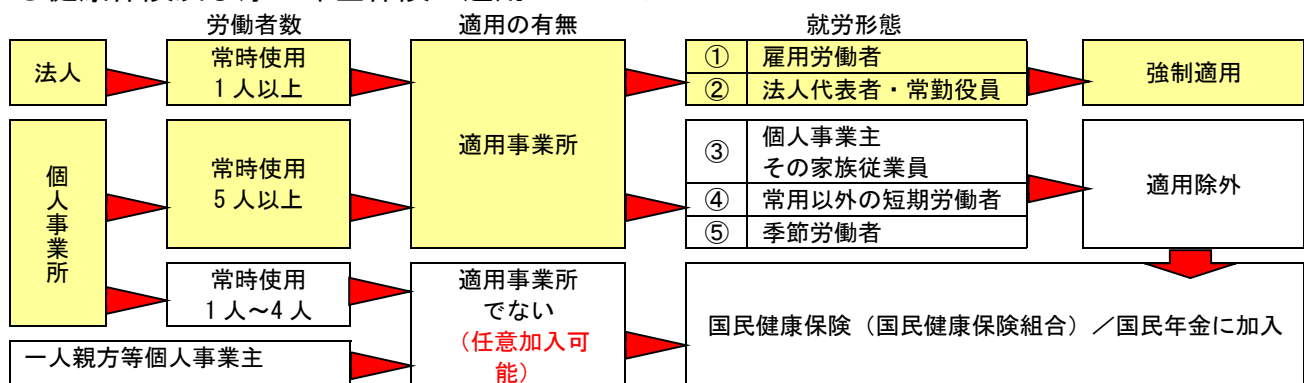 労働者数
適用の有無
就労形態
法人
常時使用
1人以上
適用事業所
① 雇用労働者
② 法人代表者・常勤役員
強制適用
個人事業所
常時使用
5人以上
③ 個人事業主
その家族従業員
④ 常用以外の短期労働者
⑤ 季節労働者
適用除外
常時使用
1人～4人
適用事業所
でない
（任意加入可
能）
一人親方等個人事業主
国民健康保険（国民健康保険組合）／国民年金に加入